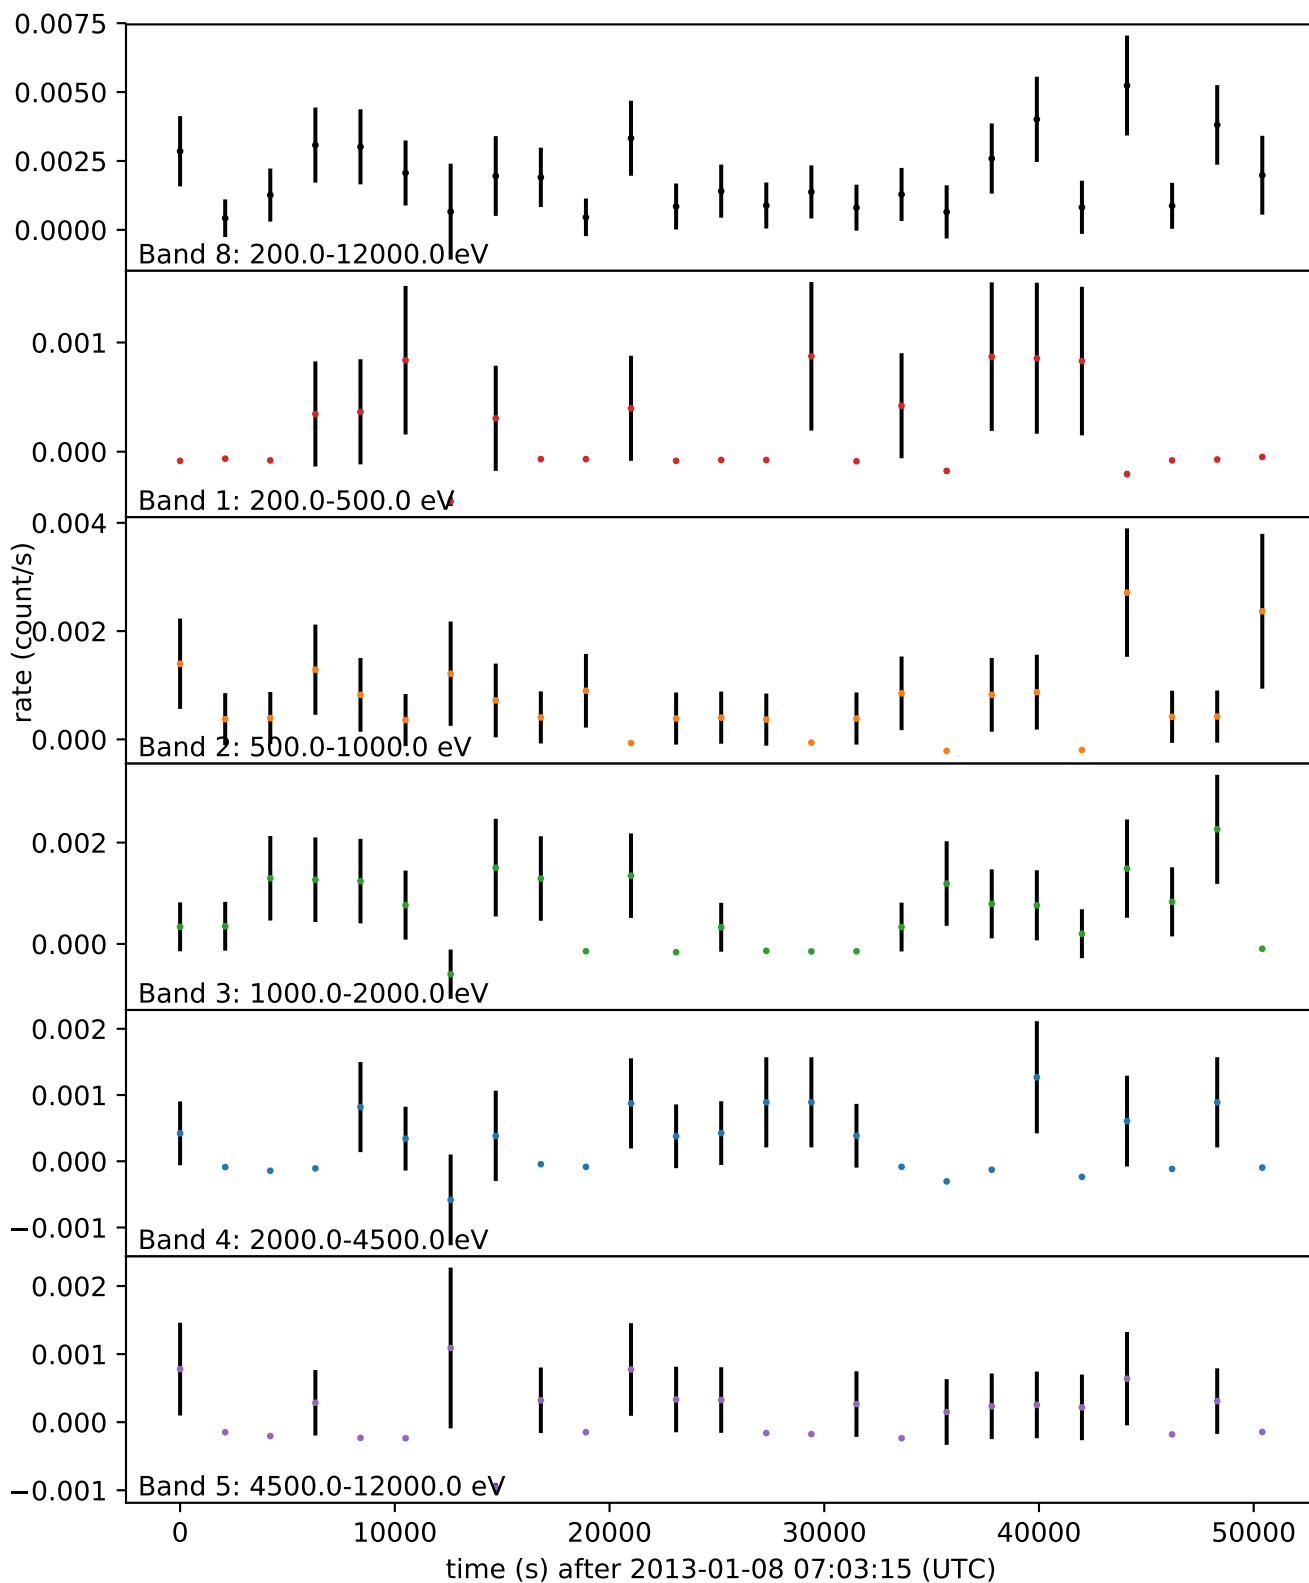 0.0075
0.0050
0.0025
0.0000
Band 8: 200.0-12000.0 eV
0.001
0.000
Band 1: 200.0-500.0 eV
rate (count/s)
0.004
0.002
0.000
Band 2: 500.0-1000.0 eV
0.002
0.000
Band 3: 1000.0-2000.0 eV
0.002
0.001
0.000
−0.001
Band 4: 2000.0-4500.0 eV
0.002
0.001
0.000
−0.001
Band 5: 4500.0-12000.0 eV
0 10000 20000 30000 40000 50000
time (s) after 2013-01-08 07:03:15 (UTC)